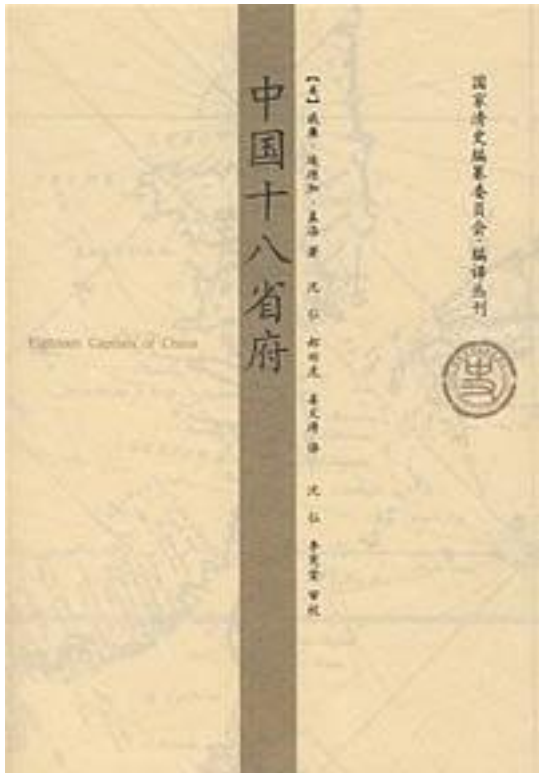 国家清史编纂委员会·编译丛刊
【美】威廉·埃德加·盖洛 著 沈弘 郝田虎 姜文涛 译 沈弘 李宪堂 审校
中国十八省府
Eighteen Capitals of China
史